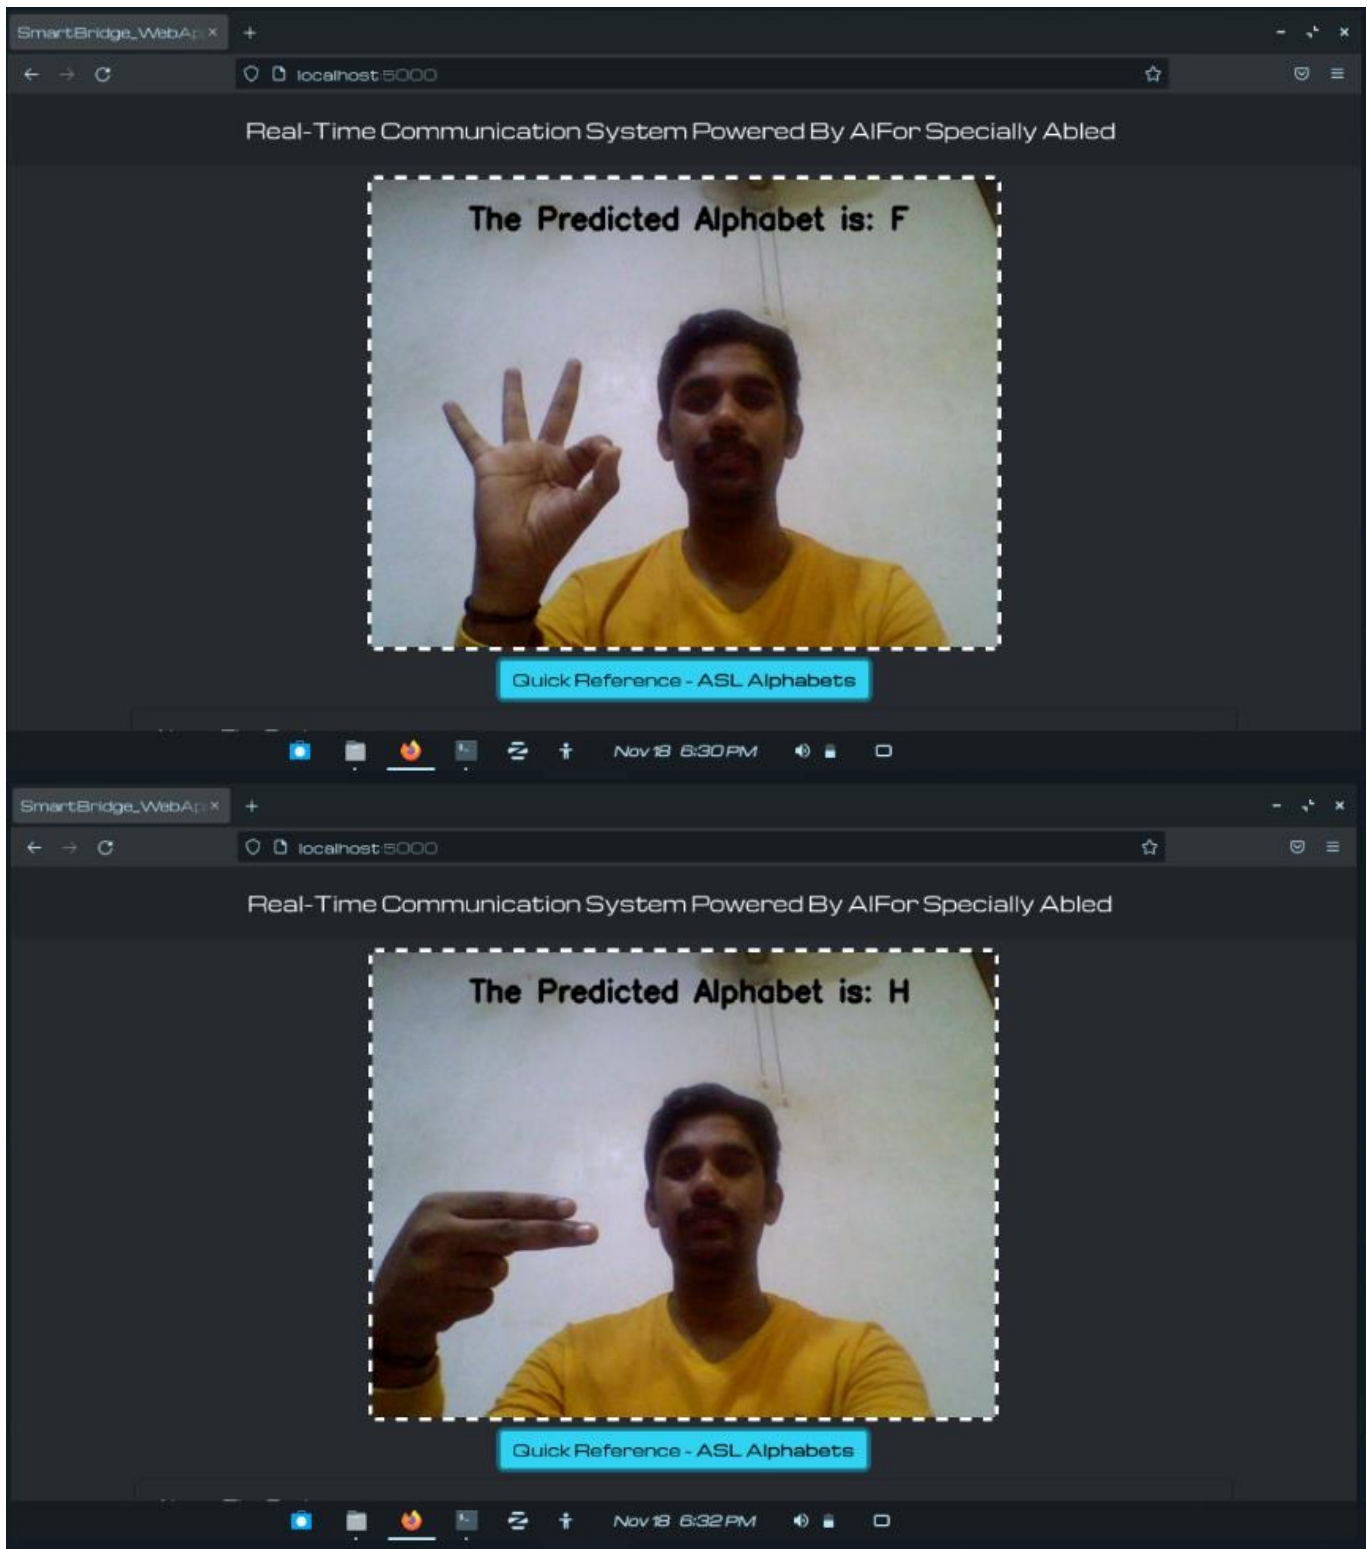 SmartBridge_WebAp
localhost:5000
Real-Time Communication System Powered By AIFor Specially Abled
The Predicted Alphabet is: F
Quick Reference - ASL Alphabets
Nov 18 6:30 PM
SmartBridge_WebAp
localhost:5000
Real-Time Communication System Powered By AIFor Specially Abled
The Predicted Alphabet is: H
Quick Reference - ASL Alphabets
Nov 18 6:32 PM